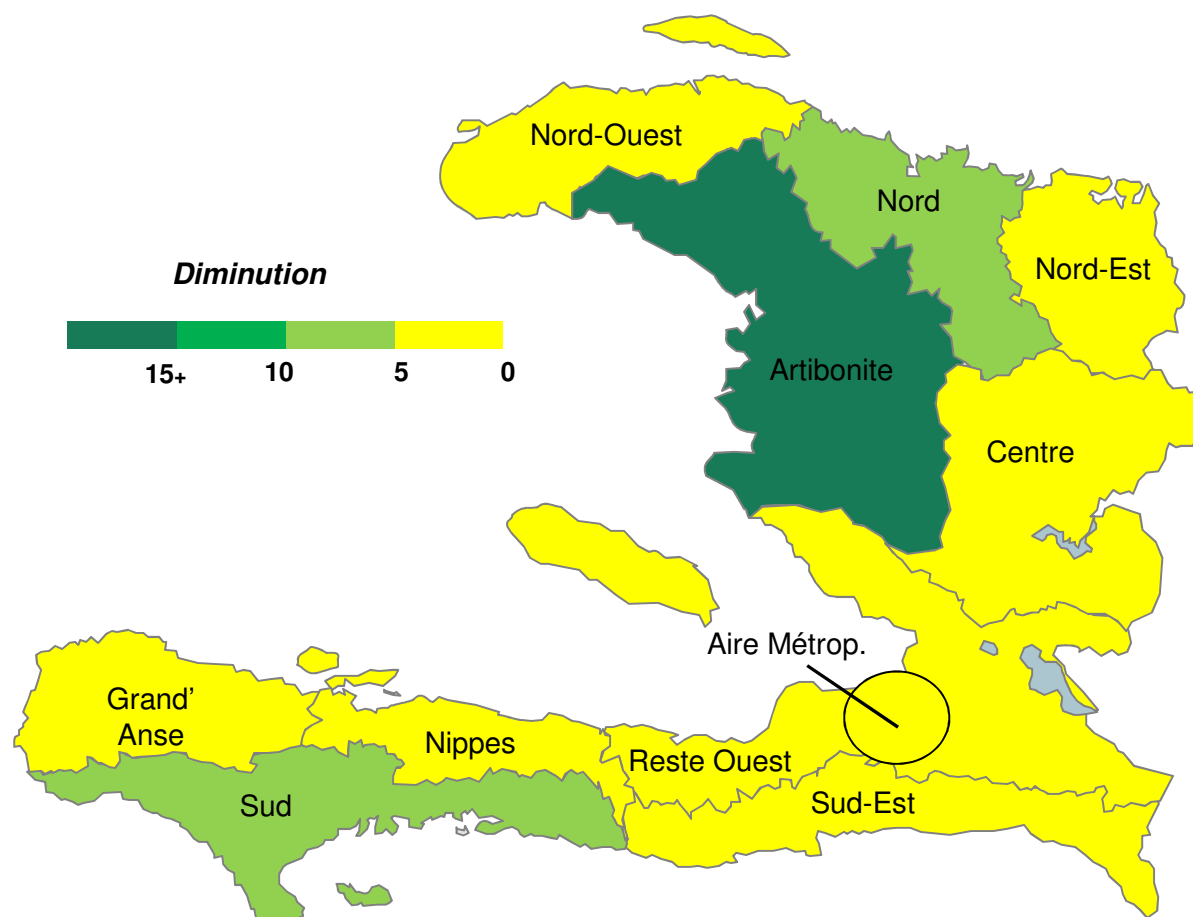 Nord-Ouest
Nord
Nord-Est
Diminution
15+ 10 5 0
Artibonite
Centre
Aire Métrop.
Grand'
Anse
Nippes
Reste Ouest
Sud
Sud-Est